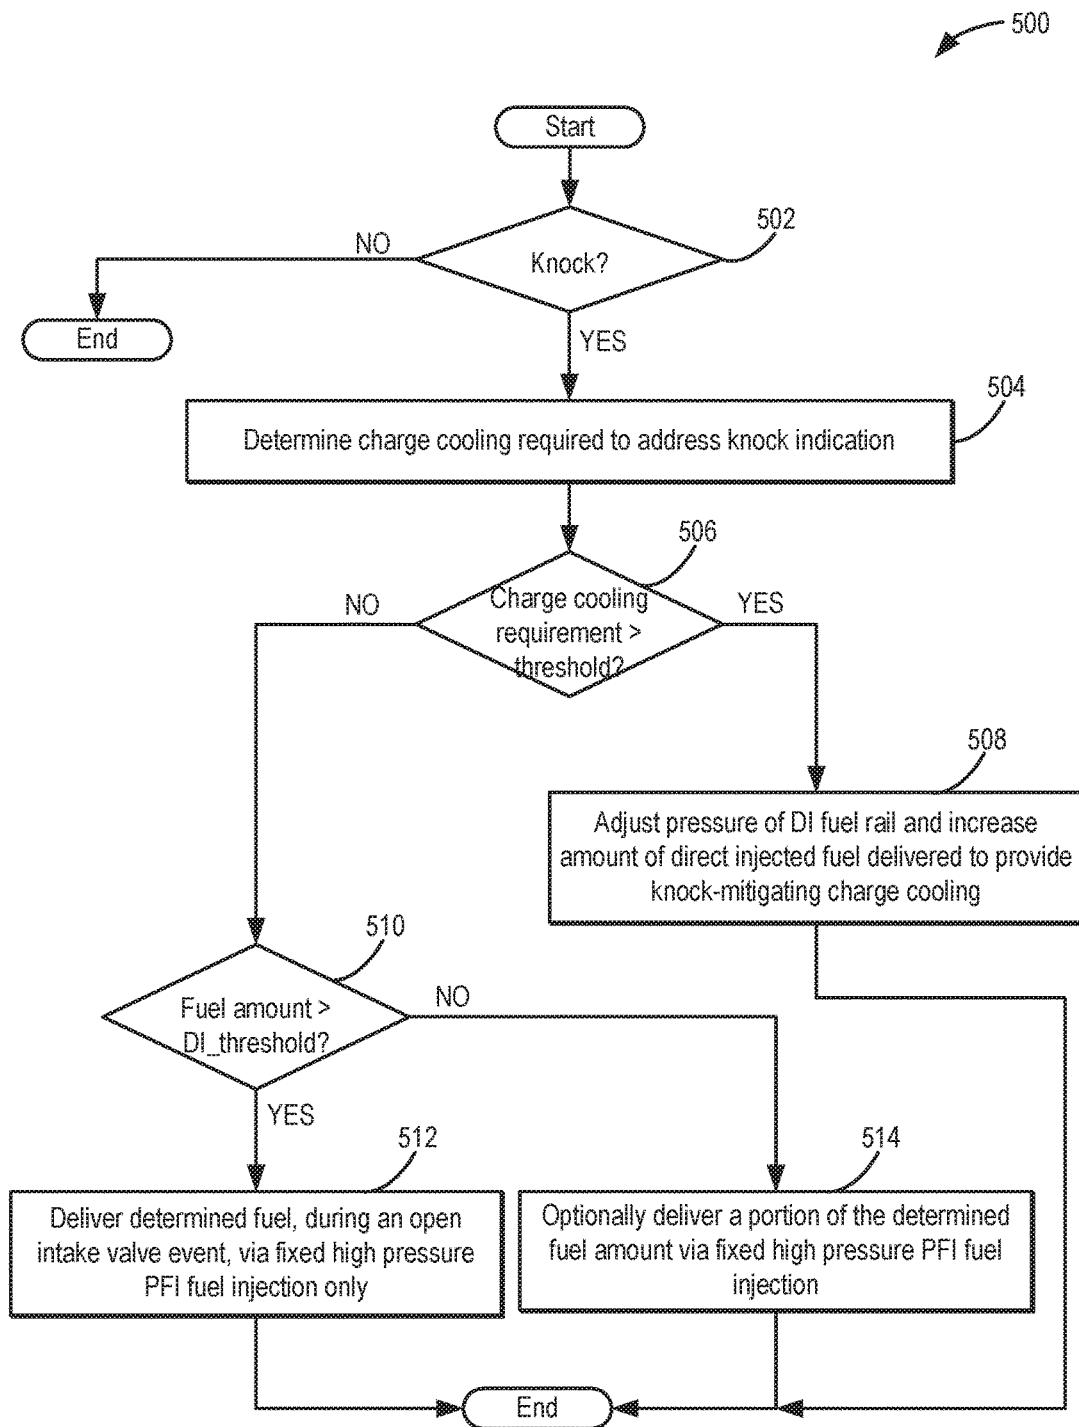 500
Start
502
NO
Knock?
End
YES
504
Determine charge cooling required to address knock indication
506
NO
Charge cooling
requirement >
threshold?
YES
508
Adjust pressure of DI fuel rail and increase
amount of direct injected fuel delivered to provide
knock-mitigating charge cooling
510
Fuel amount >
DI_threshold?
NO
YES
512
Deliver determined fuel, during an open
intake valve event, via fixed high pressure
PFI fuel injection only
514
Optionally deliver a portion of the determined
fuel amount via fixed high pressure PFI fuel
injection
End